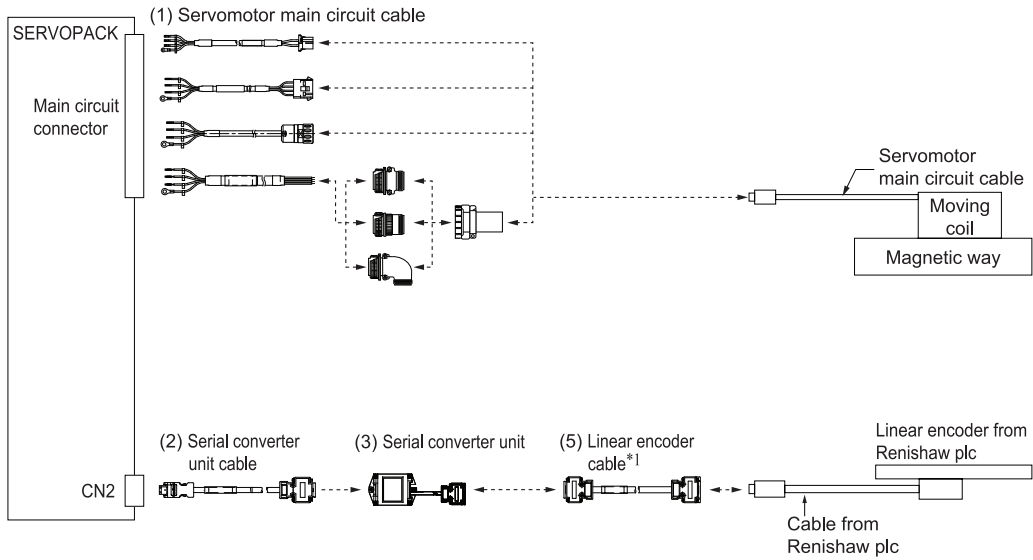 (1) Servomotor main circuit cable
SERVOPACK
Main circuit
connector
Servomotor
main circuit cable
Moving
coil
Magnetic way
(2) Serial converter
unit cable
(3) Serial converter unit
(5) Linear encoder
cable*1
Linear encoder from
Renishaw plc
CN2
Cable from
Renishaw plc